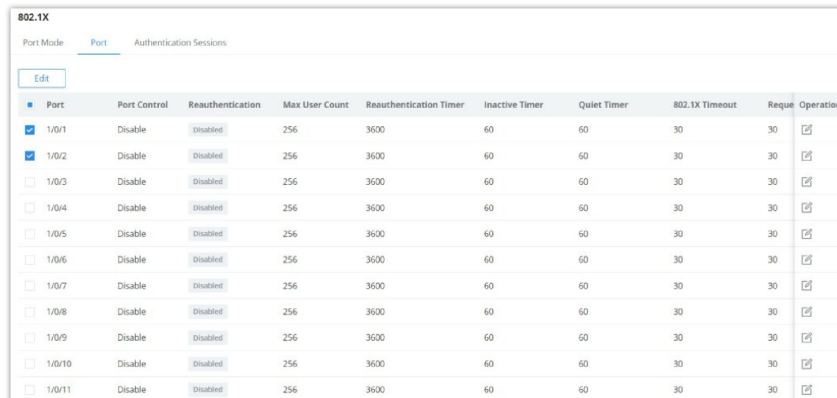 802.1X
Port Mode Port Authentication Sessions
Edit
Port Port Control Reauthentication Max User Count Reauthentication Timer Inactive Timer Quiet Timer 802.1X Timeout Reque Operation
1/0/1 Disable Disabled 256 3600 60 60 30 30
1/0/2 Disable Disabled 256 3600 60 60 30 30
1/0/3 Disable Disabled 256 3600 60 60 30 30
1/0/4 Disable Disabled 256 3600 60 60 30 30
1/0/5 Disable Disabled 256 3600 60 60 30 30
1/0/6 Disable Disabled 256 3600 60 60 30 30
1/0/7 Disable Disabled 256 3600 60 60 30 30
1/0/8 Disable Disabled 256 3600 60 60 30 30
1/0/9 Disable Disabled 256 3600 60 60 30 30
1/0/10 Disable Disabled 256 3600 60 60 30 30
1/0/11 Disable Disabled 256 3600 60 60 30 30